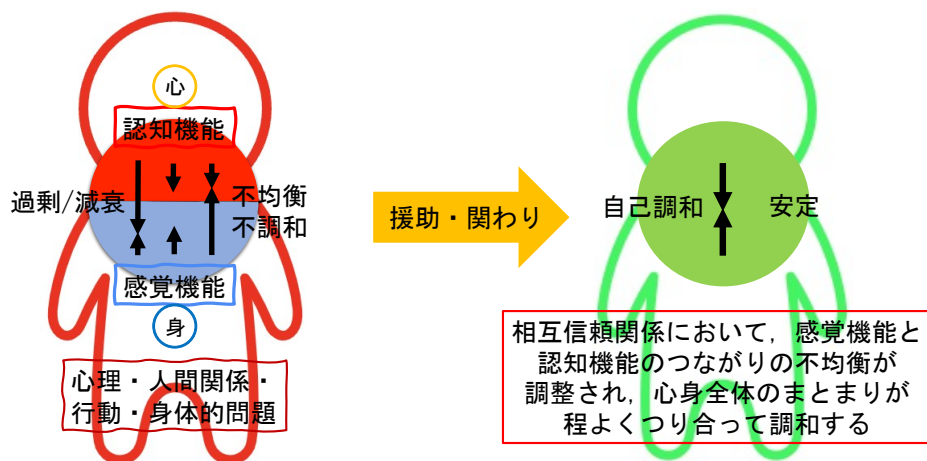 心
認知機能
過剰/減衰
不均衡
不調和
感覚機能
身
心理・人間関係・
行動・身体的問題
援助・関わり
自己調和
安定
相互信頼関係において，感覚機能と
認知機能のつながりの不均衡が
調整され，心身全体のまとまりが
程よくつり合って調和する